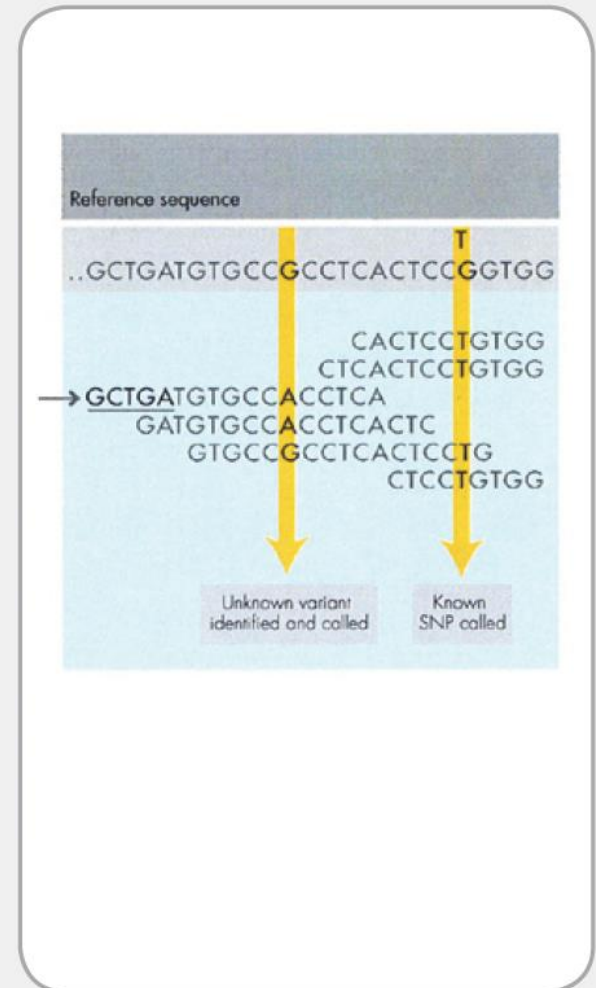 Reference sequence
T
..GCTGATGTGCCGCCTCACTCCGGTGG
CACTCCTGTGG
CTCACTCCTGTGG
GCTGATGTGCCACCTCA
GATGTGCCACCTCACTC
GTGCCGCCTCACTCCTG
CTCCTGTGG
Unknown variant
identified and called
Known
SNP called